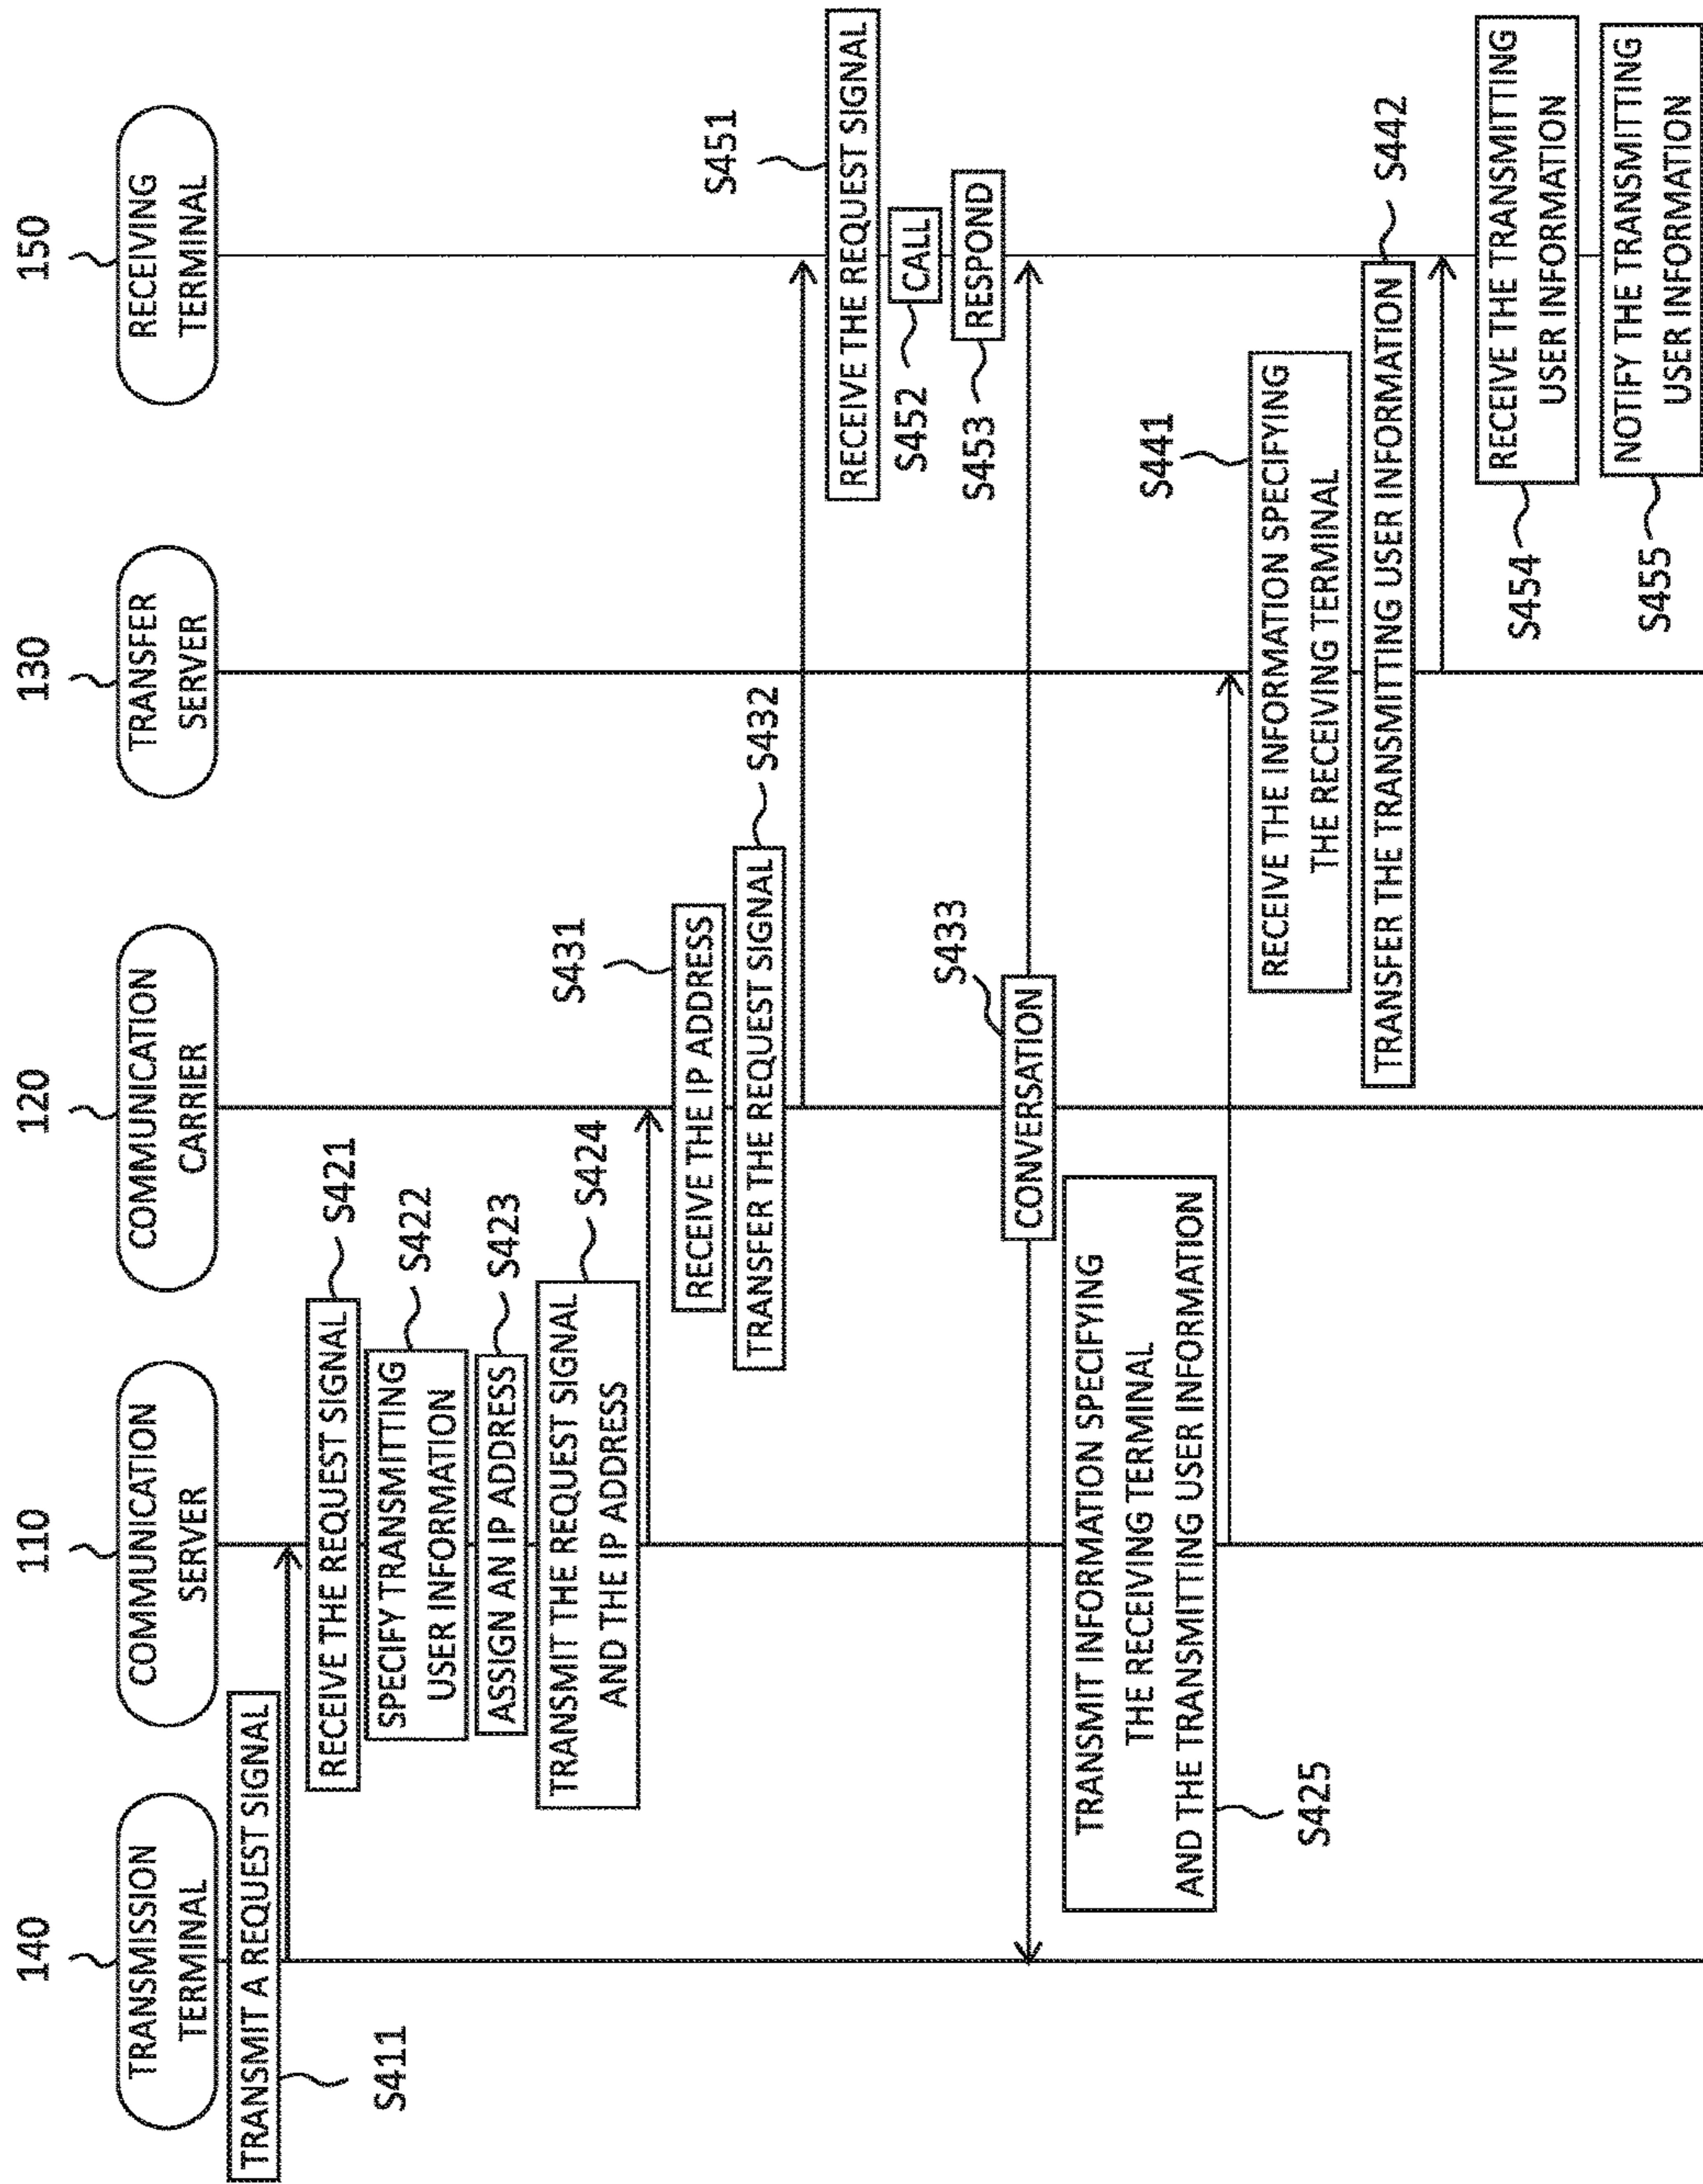 140
110
120
130
150
TRANSMISSION
TERMINAL
COMMUNICATION
SERVER
COMMUNICATION
CARRIER
TRANSFER
SERVER
RECEIVING
TERMINAL
TRANSMIT A REQUEST SIGNAL
S411
RECEIVE THE REQUEST SIGNAL
S421
SPECIFY TRANSMITTING
USER INFORMATION
S422
ASSIGN AN IP ADDRESS
S423
TRANSMIT THE REQUEST SIGNAL
AND THE IP ADDRESS
S424
S431
RECEIVE THE IP ADDRESS
TRANSFER THE REQUEST SIGNAL
S432
S451
RECEIVE THE REQUEST SIGNAL
S452
CALL
S453
RESPOND
S433
CONVERSATION
TRANSMIT INFORMATION SPECIFYING
THE RECEIVING TERMINAL
AND THE TRANSMITTING USER INFORMATION
S425
S441
RECEIVE THE INFORMATION SPECIFYING
THE RECEIVING TERMINAL
TRANSFER THE TRANSMITTING USER INFORMATION
S442
RECEIVE THE TRANSMITTING
USER INFORMATION
S454
NOTIFY THE TRANSMITTING
USER INFORMATION
S455